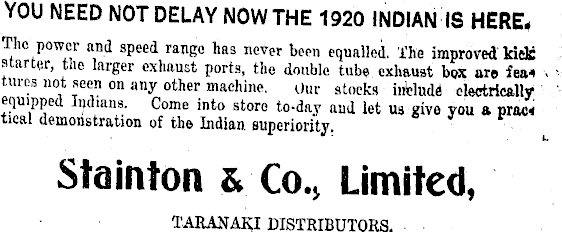 YOU NEED NOT DELAY NOW THE 1920 INDIAN IS HERE.
The power and speed range has never been equalled. The improved kick
starter, the larger exhaust ports, the double tube exhaust box are fea-
tures not seen on any other machine. Our stocks include electrically
equipped Indians. Come into store to-day and let us give you a prac-
tical demonstration of the Indian superiority.
Stainton & Co., Limited,
TARANAKI DISTRIBUTORS.